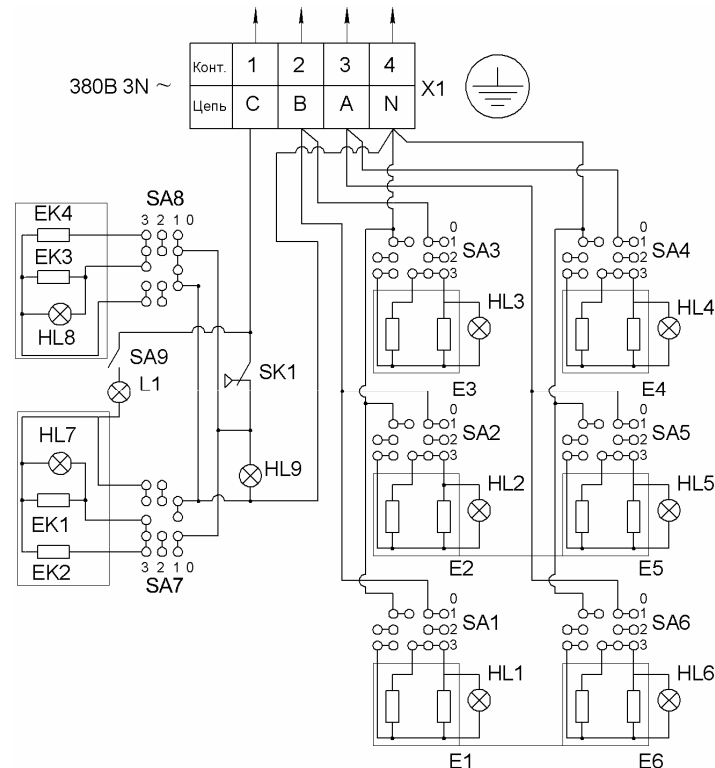 380В 3N ~
Конт. 1 2 3 4
Цепь C B A N
X1
SA8
3 2 1 0
EK4
EK3
HL8
SA9
L1
SK1
HL7
EK1
EK2
HL9
3 2 1 0
SA7
0
1
2
3
SA3
HL3
E3
0
1
2
3
SA4
HL4
E4
0
1
2
3
SA2
HL2
E2
0
1
2
3
SA5
HL5
E5
0
1
2
3
SA1
HL1
E1
0
1
2
3
SA6
HL6
E6